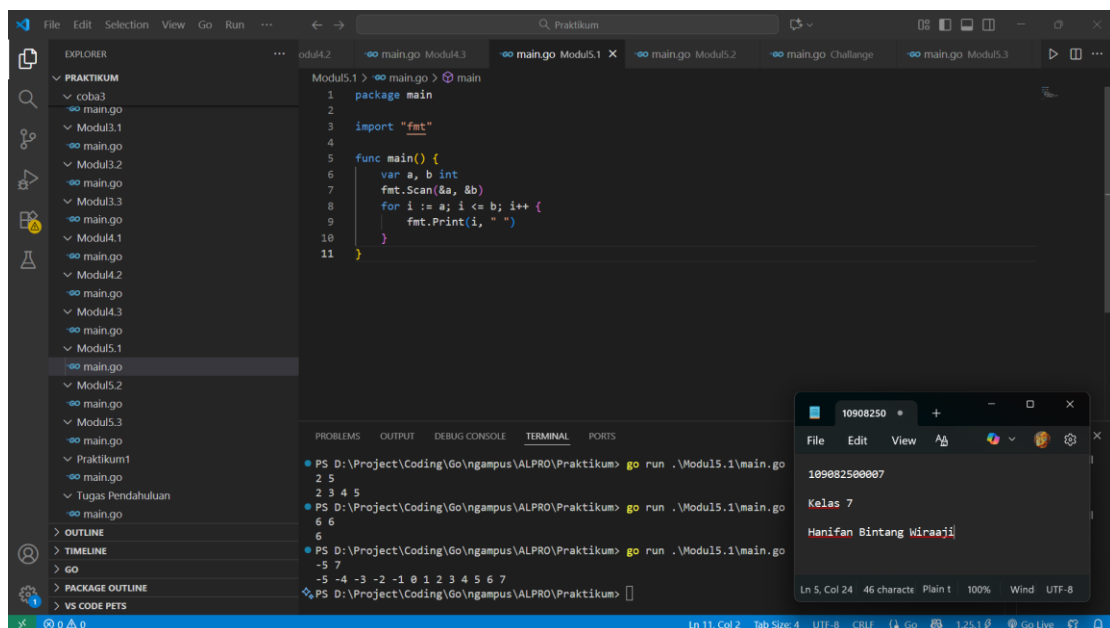 File Edit Selection View Go Run ... Praktikum
EXPLORER ...
PRAKTIKUM
coba3
main.go
Modul3.1
main.go
Modul3.2
main.go
Modul3.3
main.go
Modul4.1
main.go
Modul4.2
main.go
Modul4.3
main.go
Modul5.1
main.go
Modul5.2
main.go
Modul5.3
main.go
Praktikum1
main.go
Tugas Pendahuluan
main.go
OUTLINE
TIMELINE
GO
PACKAGE OUTLINE
VS CODE PETS
odul4.2 main.go Modul4.3 main.go Modul5.1 main.go Modul5.2 main.go Challange main.go Modul5.3 ...
Modul5.1 > main.go > main
1 package main
2
3 import "fmt"
4
5 func main() {
6 var a, b int
7 fmt.Scan(&a, &b)
8 for i := a; i <= b; i++ {
9 fmt.Print(i, " ")
10 }
11 }
PROBLEMS OUTPUT DEBUG CONSOLE TERMINAL PORTS
PS D:\Project\Coding\Go\ngampus\ALPRO\Praktikum> go run .\Modul5.1\main.go
2 5
2 3 4 5
PS D:\Project\Coding\Go\ngampus\ALPRO\Praktikum> go run .\Modul5.1\main.go
6 6
6
PS D:\Project\Coding\Go\ngampus\ALPRO\Praktikum> go run .\Modul5.1\main.go
-5 7
-5 -4 -3 -2 -1 0 1 2 3 4 5 6 7
PS D:\Project\Coding\Go\ngampus\ALPRO\Praktikum>
10908250
File Edit View
109082500007
Kelas 7
Hanifan Bintang Wiraaji
Ln 5, Col 24 46 characte Plain t 100% Wind UTF-8
0 0 Ln 11, Col 2 Tab Size: 4 UTF-8 CRLF Go 1.25.1 Go Live